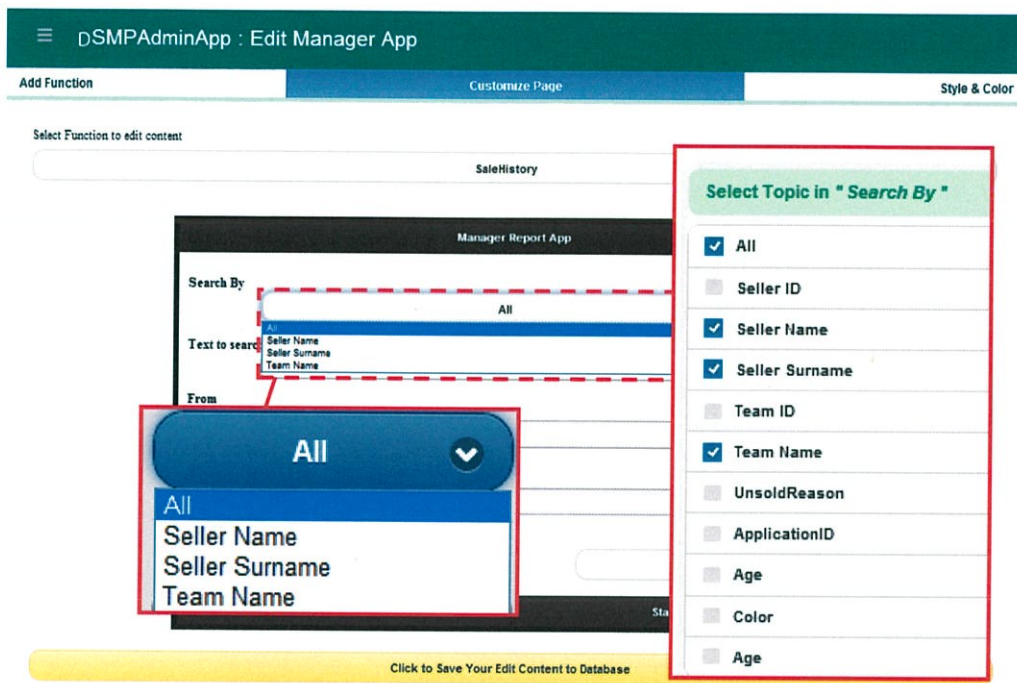 DSMPAdminApp : Edit Manager App
Add Function
Customize Page
Style & Color
Select Function to edit content
SaleHistory
Manager Report App
Search By
All
All
Seller Name
Seller Surname
Team Name
Text to searc
From
All
All
Seller Name
Seller Surname
Team Name
Sta
Select Topic in " Search By "
All
Seller ID
Seller Name
Seller Surname
Team ID
Team Name
UnsoldReason
ApplicationID
Age
Color
Age
Click to Save Your Edit Content to Database